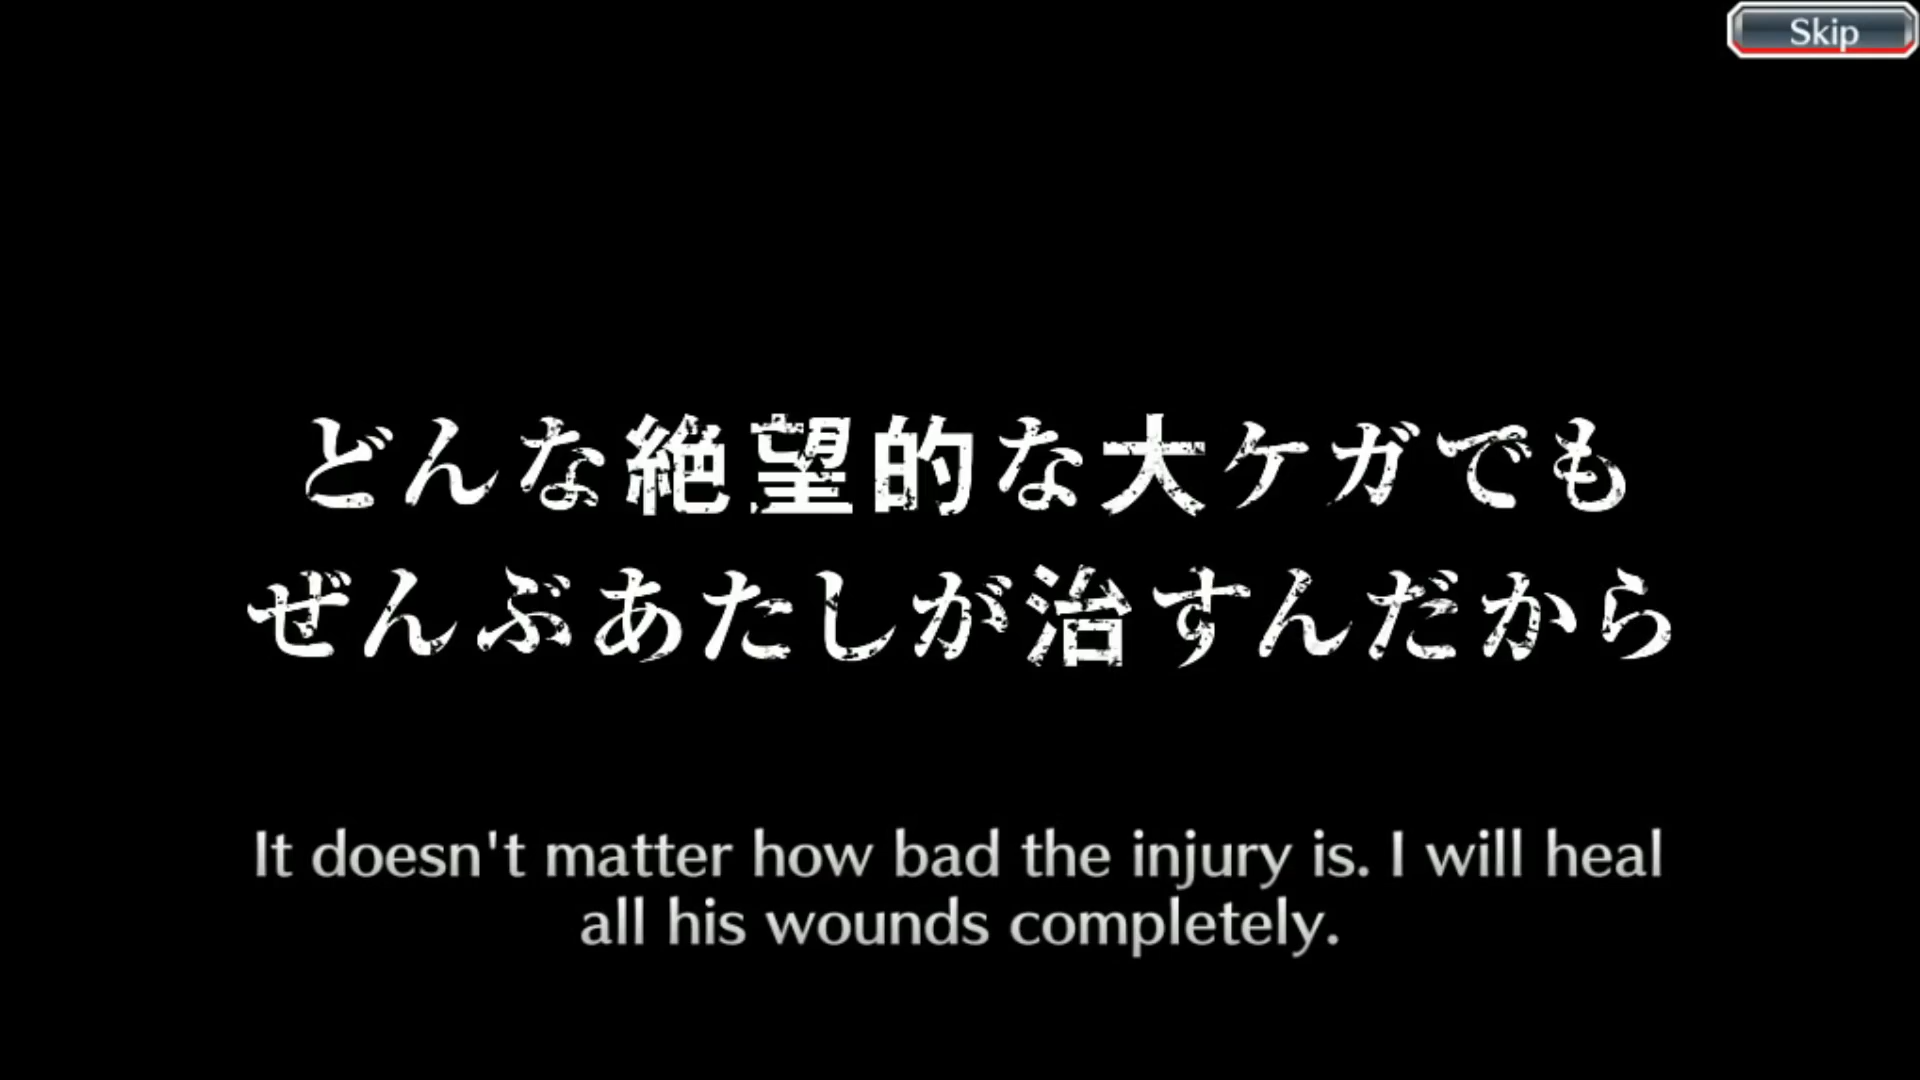 Skip
どんな絶望的な大ケガでも
ぜんぶあたしが治すんだから
It doesn't matter how bad the injury is. I will heal
all his wounds completely.